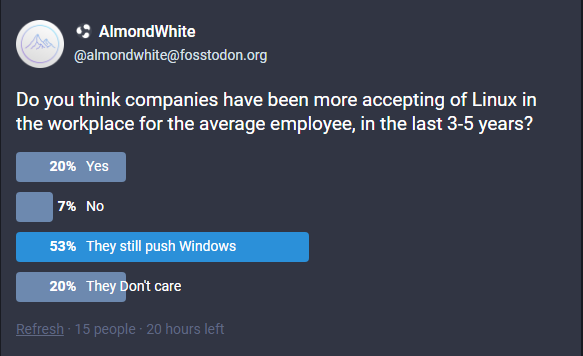 AlmondWhite
@almondwhite@fosstodon.org
Do you think companies have been more accepting of Linux in
the workplace for the average employee, in the last 3-5 years?
20% Yes
7% No
53% They still push Windows
20% They Don't care
Refresh · 15 people · 20 hours left